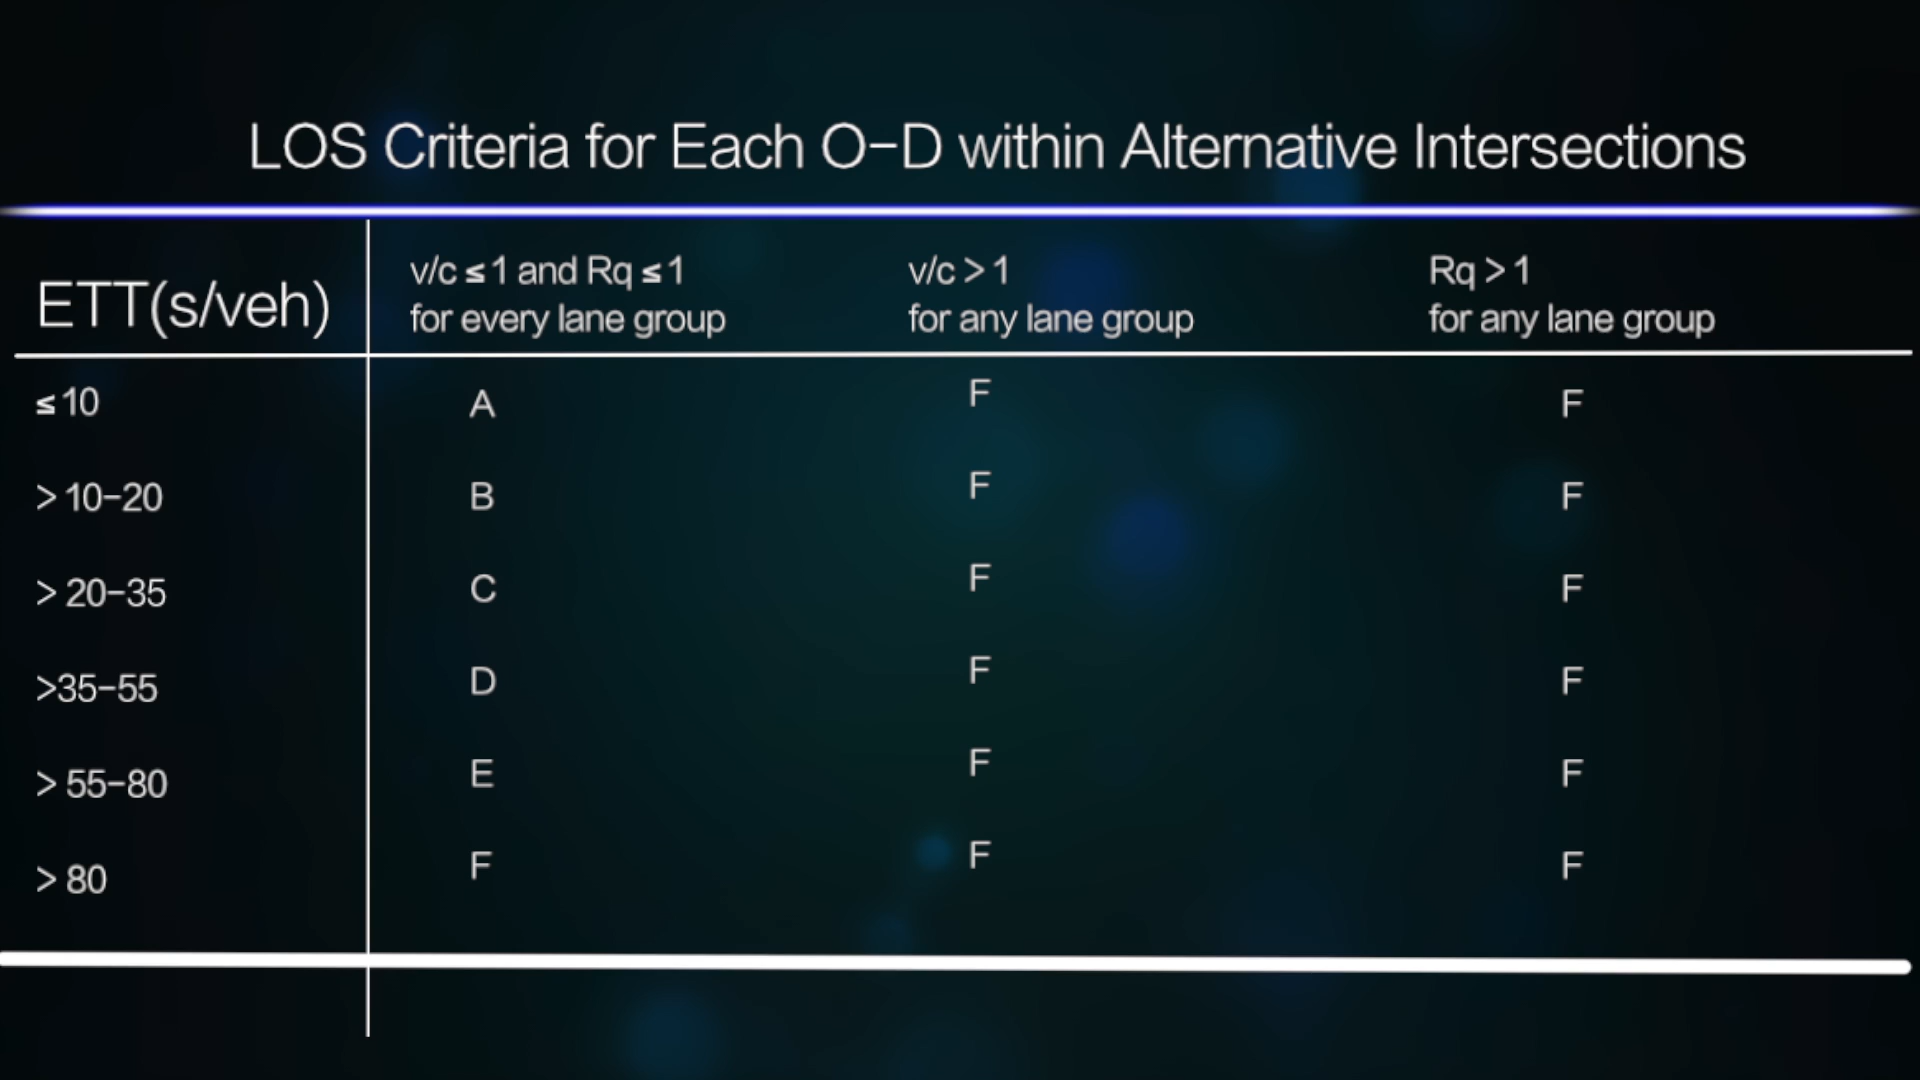 LOS Criteria for Each O-D within Alternative Intersections
ETT(s/veh)
v/c ≤ 1 and Rq ≤ 1
for every lane group
v/c > 1
for any lane group
Rq > 1
for any lane group
≤ 10 A F F
> 10-20 B F F
> 20-35 C F F
>35-55 D F F
> 55-80 E F F
> 80 F F F